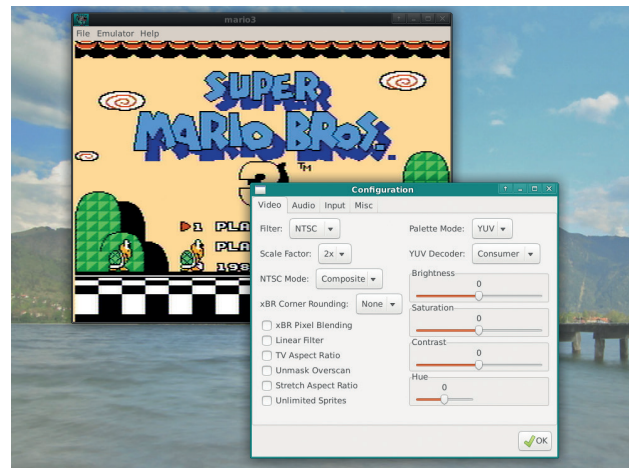 mario3
File Emulator Help
SUPER
MARIO BROS.
TM
3
1 PLA
PLA
198
Configuration
Video Audio Input Misc
Filter: NTSC Palette Mode: YUV
Scale Factor: 2x YUV Decoder: Consumer
NTSC Mode: Composite
Brightness
0
xBR Corner Rounding: None
Saturation
0
xBR Pixel Blending
Linear Filter
Contrast
TV Aspect Ratio
0
Unmask Overscan
Hue
Stretch Aspect Ratio
0
Unlimited Sprites
OK